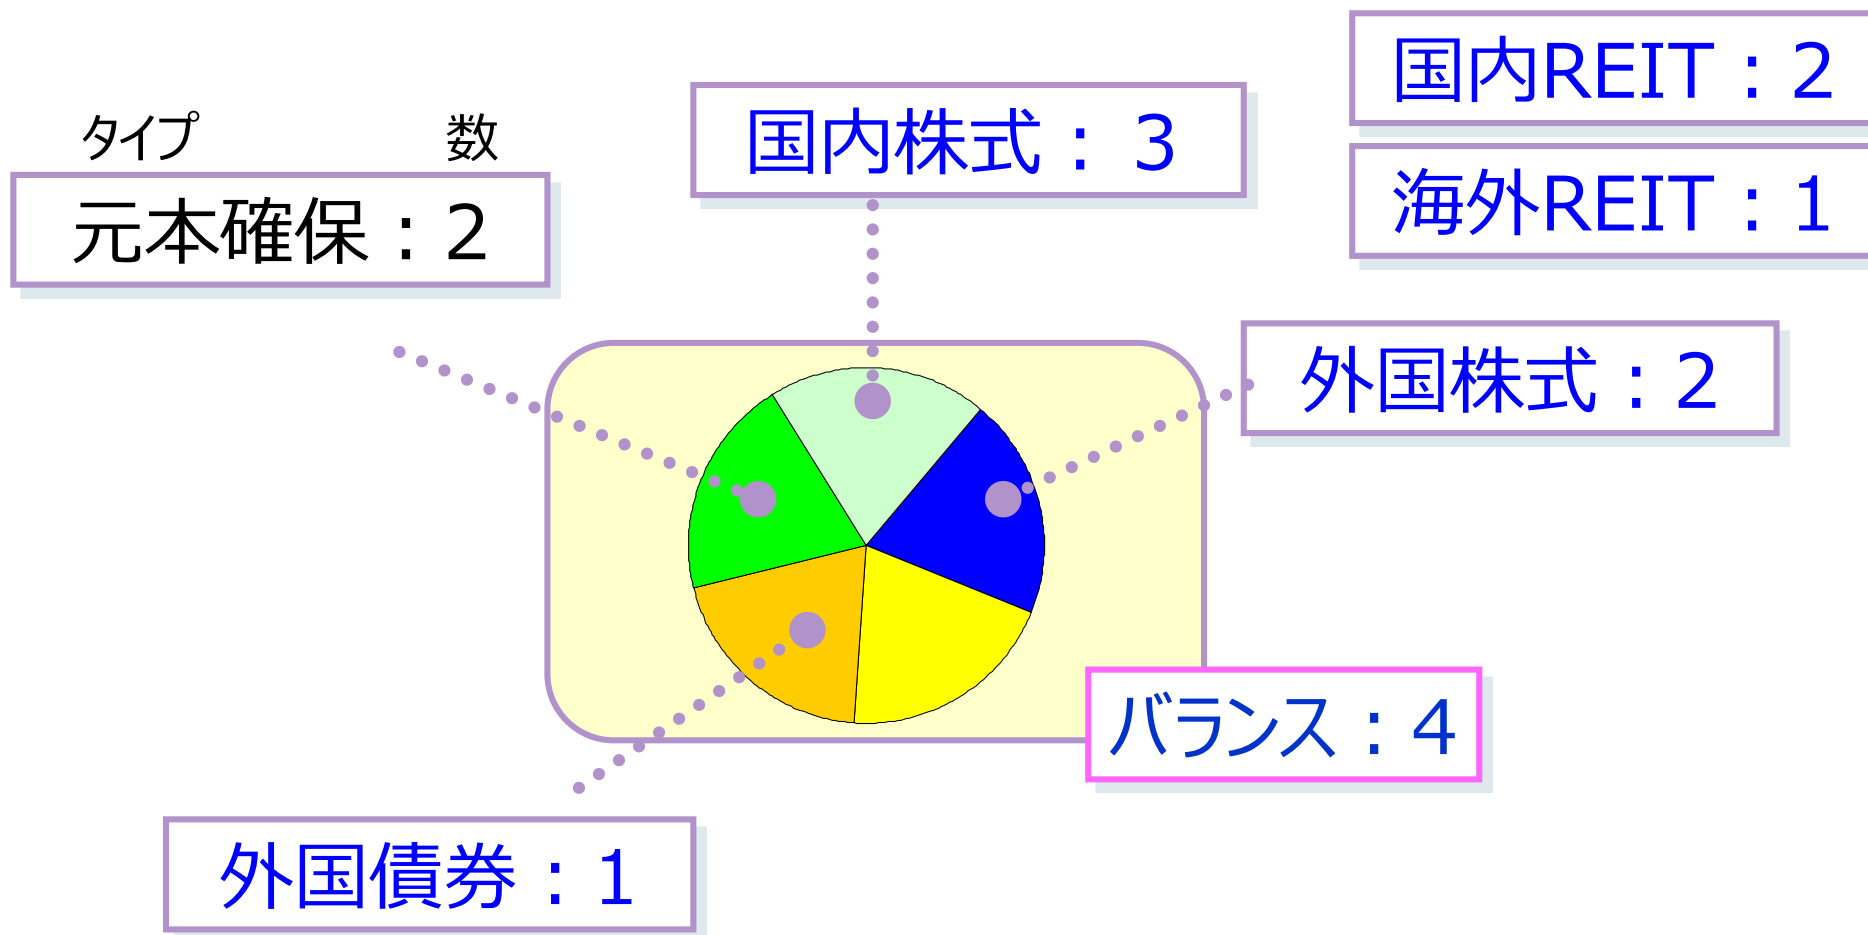 国内REIT：2
国内株式： 3
タイプ 数
海外REIT：1
元本確保：2
外国株式：2
バランス：4
外国債券：1